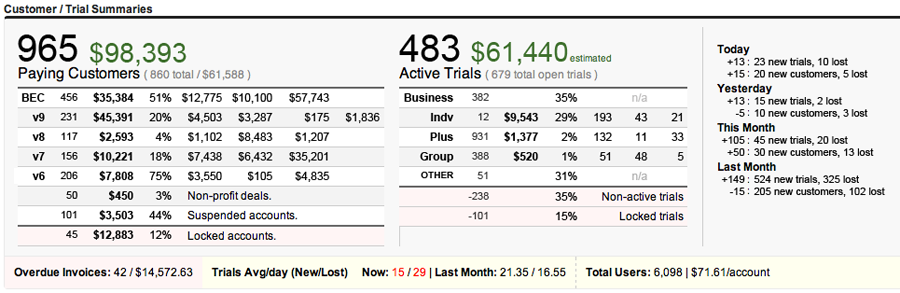 Customer / Trial Summaries
965 $98,393
Paying Customers ( 860 total / $61,588 )
BEC 456 $35,384 51% $12,775 $10,100 $57,743
v9 231 $45,391 20% $4,503 $3,287 $175 $1,836
v8 117 $2,593 4% $1,102 $8,483 $1,207
v7 156 $10,221 18% $7,438 $6,432 $35,201
v6 206 $7,808 75% $3,550 $105 $4,835
50 $450 3% Non-profit deals.
101 $3,503 44% Suspended accounts.
45 $12,883 12% Locked accounts.
483 $61,440 estimated
Active Trials ( 679 total open trials )
Business 382 35% n/a
Indv 12 $9,543 29% 193 43 21
Plus 931 $1,377 2% 132 11 33
Group 388 $520 1% 51 48 5
OTHER 51 31% n/a
-238 35% Non-active trials
-101 15% Locked trials
Today
+13 : 23 new trials, 10 lost
+15 : 20 new customers, 5 lost
Yesterday
+13 : 15 new trials, 2 lost
-5 : 10 new customers, 3 lost
This Month
+105 : 45 new trials, 20 lost
+50 : 30 new customers, 13 lost
Last Month
+149 : 524 new trials, 325 lost
-15 : 205 new customers, 102 lost
Overdue Invoices: 42 / $14,572.63 Trials Avg/day (New/Lost) Now: 15 / 29 | Last Month: 21.35 / 16.55 Total Users: 6,098 | $71.61/account